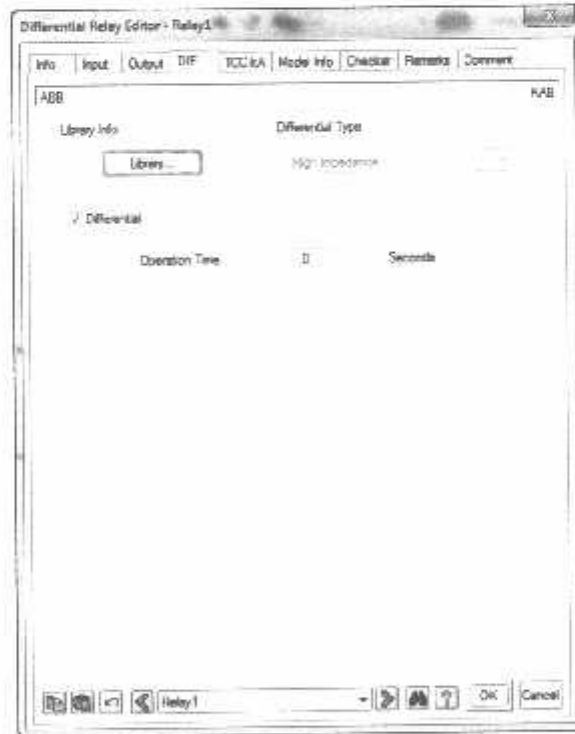 Differential Relay Editor - Relay1
Info Input Output DIF TCC kA Model Info Checker Remarks Comment
ABB KAB
Library Info Differential Type
Library... High Impedance
✓ Differential
Operation Time 0 Seconds
Relay1 ? OK Cancel